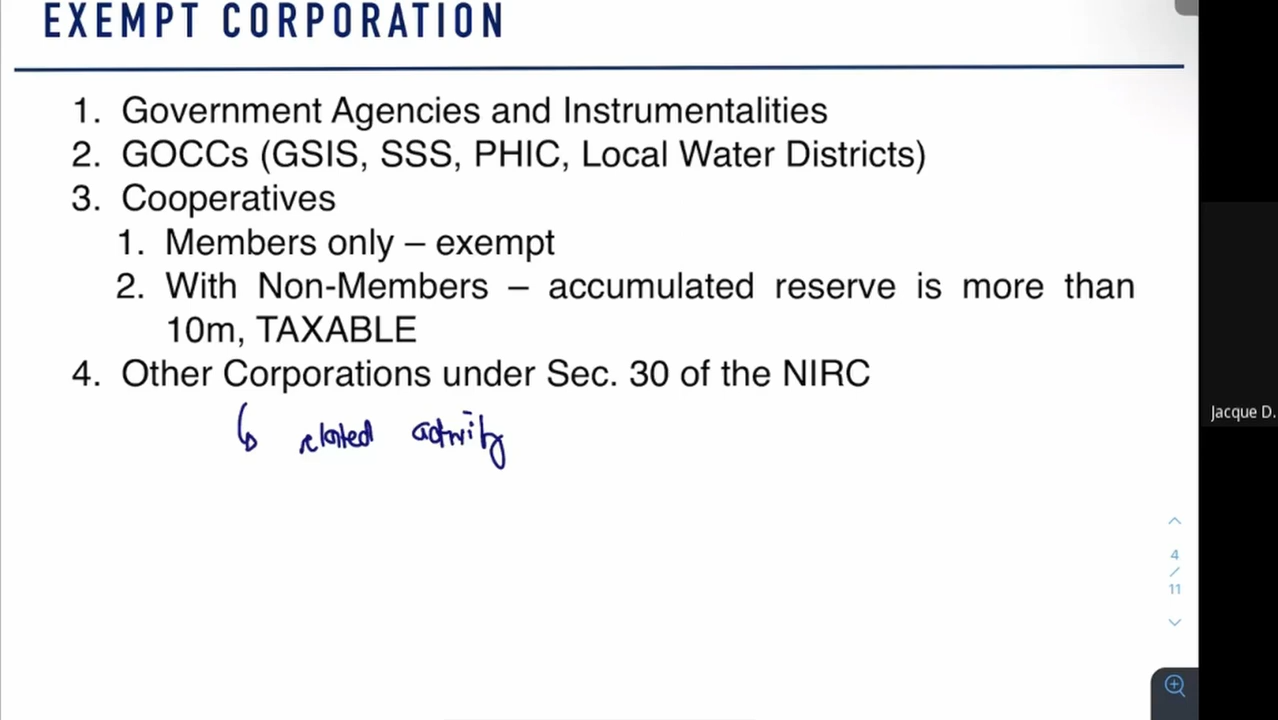 EXEMPT CORPORATION
1. Government Agencies and Instrumentalities
2. GOCCs (GSIS, SSS, PHIC, Local Water Districts)
3. Cooperatives
1. Members only – exempt
2. With Non-Members – accumulated reserve is more than
10m, TAXABLE
4. Other Corporations under Sec. 30 of the NIRC
related activity
Jacque D.
4
/
11